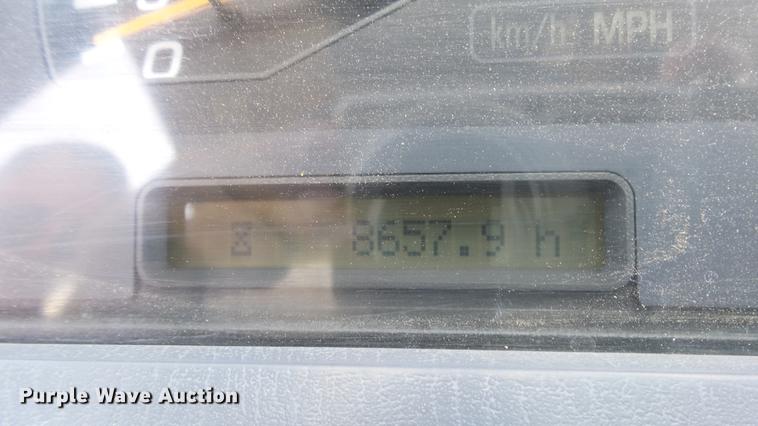 0
km/h MPH
8657.9 h
Purple Wave Auction